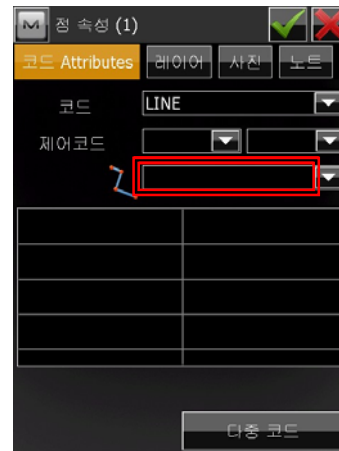 M 점 속성 (1)
코드 Attributes 레이어 사진 노트
코드 LINE
제어코드
다중 코드